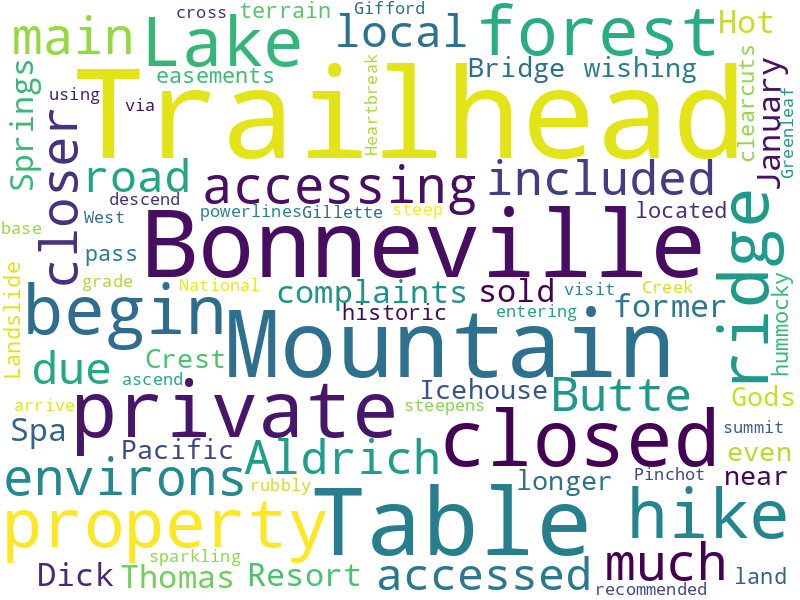 cross terrain Gifford
main Lake local forest Hot
Springs easements Bridge wishing clearcuts January Greenleaf
using via Trailhead Heartbreak
closer road accessing included
descend
West powerlines Gillette steep located
base Bonneville ridge
pass
grade National complaints sold visit Creek
Landslide begin historic entering former hummocky
Mountain
due Crest
ascend Icehouse Butte Gods
arrive private steepens
Spa closed summit
Pacific Aldrich even
environs rubbly longer Pinchot near
property Table hike
sparkling much
Dick Thomas Resort accessed land
recommended